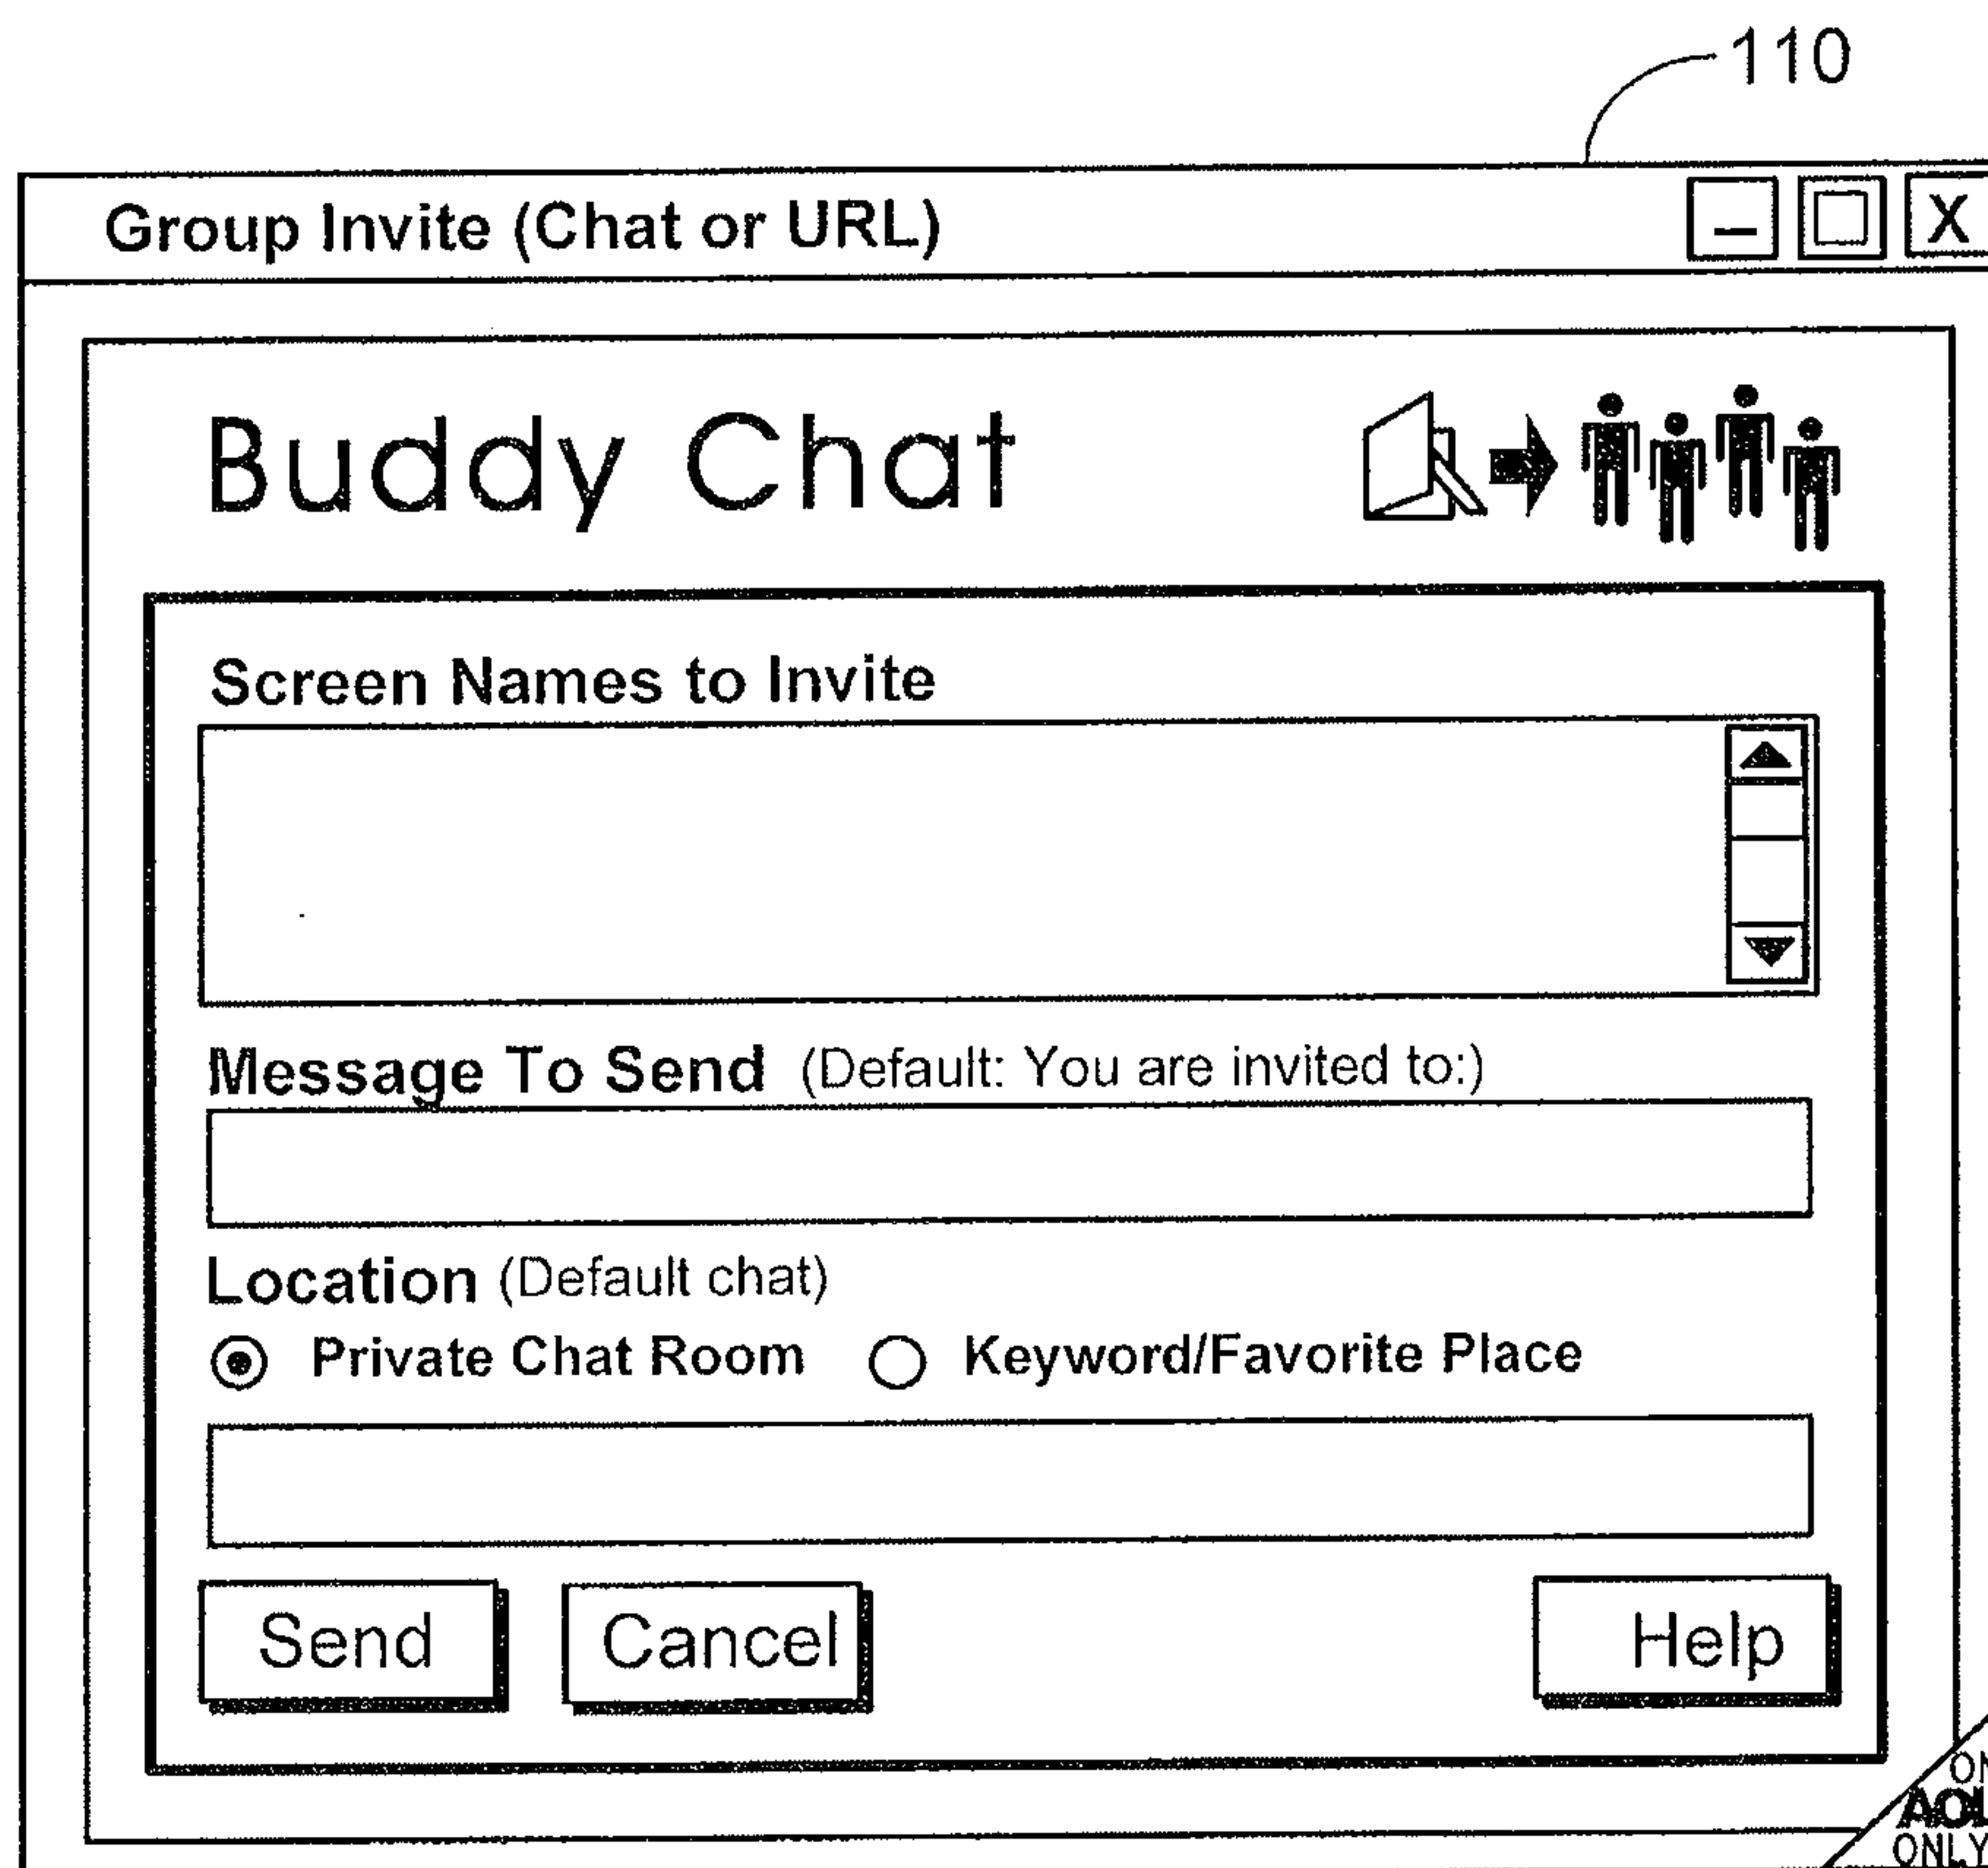 110
Group Invite (Chat or URL)
X
Buddy Chat
Screen Names to Invite
Message To Send (Default: You are invited to:)
Location (Default chat)
Private Chat Room Keyword/Favorite Place
Send Cancel Help
ON
AOL
ONLY